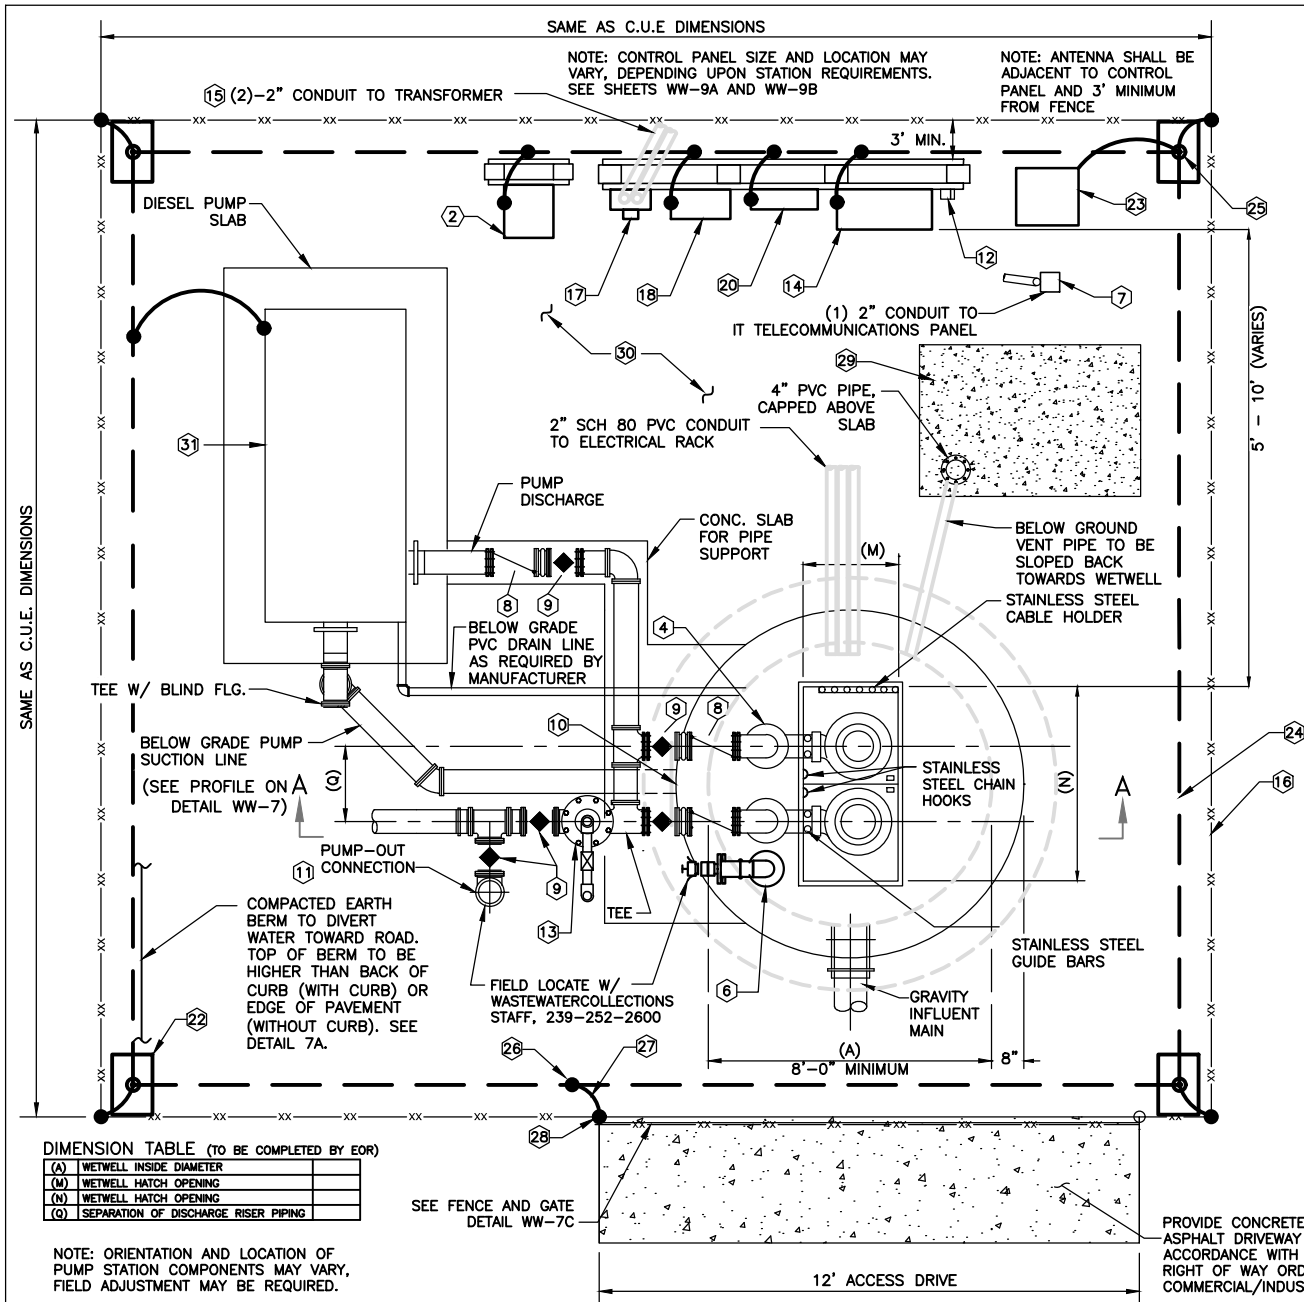 SAME AS C.U.E DIMENSIONS
NOTE: CONTROL PANEL SIZE AND LOCATION MAY
VARY, DEPENDING UPON STATION REQUIREMENTS.
SEE SHEETS WW-9A AND WW-9B
NOTE: ANTENNA SHALL BE
ADJACENT TO CONTROL
PANEL AND 3' MINIMUM
FROM FENCE
15 (2)-2" CONDUIT TO TRANSFORMER
3' MIN.
DIESEL PUMP
SLAB
2
23
25
12
17
18
20
14
7
(1) 2" CONDUIT TO
IT TELECOMMUNICATIONS PANEL
30
29
4" PVC PIPE,
CAPPED ABOVE
SLAB
5' - 10' (VARIES)
2" SCH 80 PVC CONDUIT
TO ELECTRICAL RACK
31
PUMP
DISCHARGE
SAME AS C.U.E. DIMENSIONS
CONC. SLAB
FOR PIPE
SUPPORT
(M)
BELOW GROUND
VENT PIPE TO BE
SLOPED BACK
TOWARDS WETWELL
STAINLESS STEEL
CABLE HOLDER
8
9
4
BELOW GRADE
PVC DRAIN LINE
AS REQUIRED BY
MANUFACTURER
TEE W/ BLIND FLG.
10
9
8
24
16
BELOW GRADE PUMP
SUCTION LINE
(SEE PROFILE ON
DETAIL WW-7)
A
(Q)
STAINLESS
STEEL CHAIN
HOOKS
(N)
A
PUMP-OUT
CONNECTION
11
9
13
TEE
6
COMPACTED EARTH
BERM TO DIVERT
WATER TOWARD ROAD.
TOP OF BERM TO BE
HIGHER THAN BACK OF
CURB (WITH CURB) OR
EDGE OF PAVEMENT
(WITHOUT CURB). SEE
DETAIL 7A.
22
FIELD LOCATE W/
WASTEWATERCOLLECTIONS
STAFF, 239-252-2600
STAINLESS STEEL
GUIDE BARS
GRAVITY
INFLUENT
MAIN
26
27
28
(A)
8'-0" MINIMUM
8"
DIMENSION TABLE (TO BE COMPLETED BY EOR)
(A) WETWELL INSIDE DIAMETER
(M) WETWELL HATCH OPENING
(N) WETWELL HATCH OPENING
(Q) SEPARATION OF DISCHARGE RISER PIPING
SEE FENCE AND GATE
DETAIL WW-7C
NOTE: ORIENTATION AND LOCATION OF
PUMP STATION COMPONENTS MAY VARY,
FIELD ADJUSTMENT MAY BE REQUIRED.
12' ACCESS DRIVE
PROVIDE CONCRETE
ASPHALT DRIVEWAY
ACCORDANCE WITH
RIGHT OF WAY ORD
COMMERCIAL/INDUS